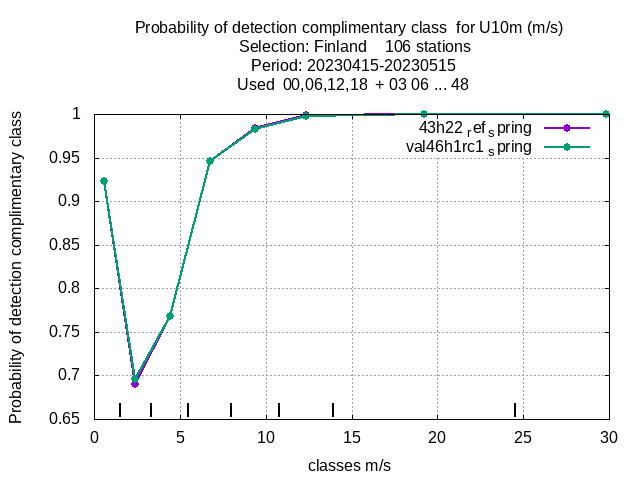 Probability of detection complimentary class  for U10m (m/s)
Selection: Finland    106 stations
Period: 20230415-20230515
Used  00,06,12,18  + 03 06 ... 48
Probability of detection complimentary class
1
0.95
0.9
0.85
0.8
0.75
0.7
0.65
43h22 refspring
val46h1rc1 spring
0 5 10 15 20 25 30
classes m/s